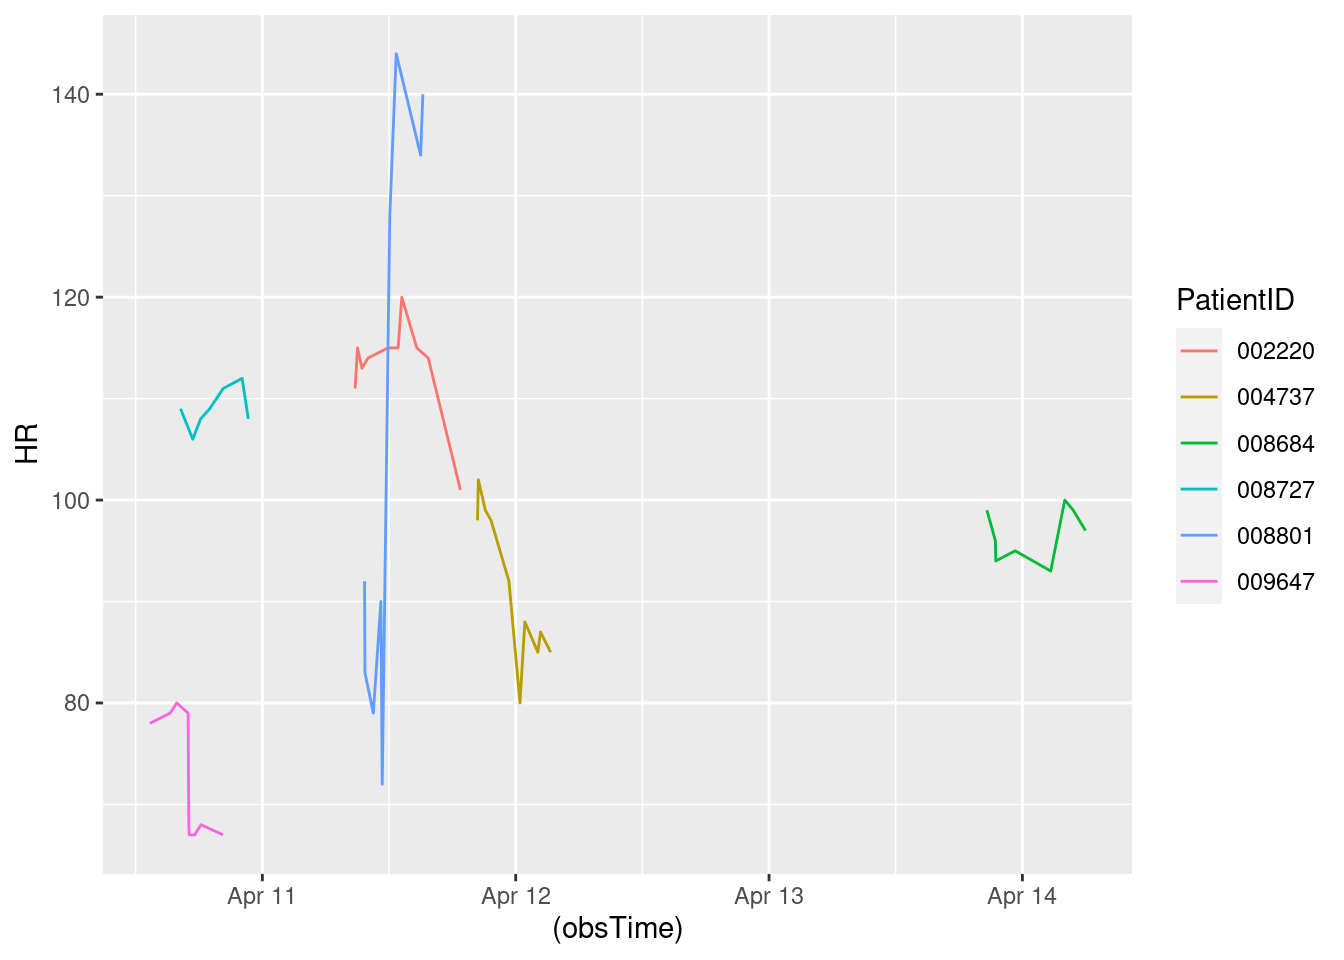 140
120
100
80
HR
Apr 11
Apr 12
Apr 13
Apr 14
(obsTime)
PatientID
002220
004737
008684
008727
008801
009647